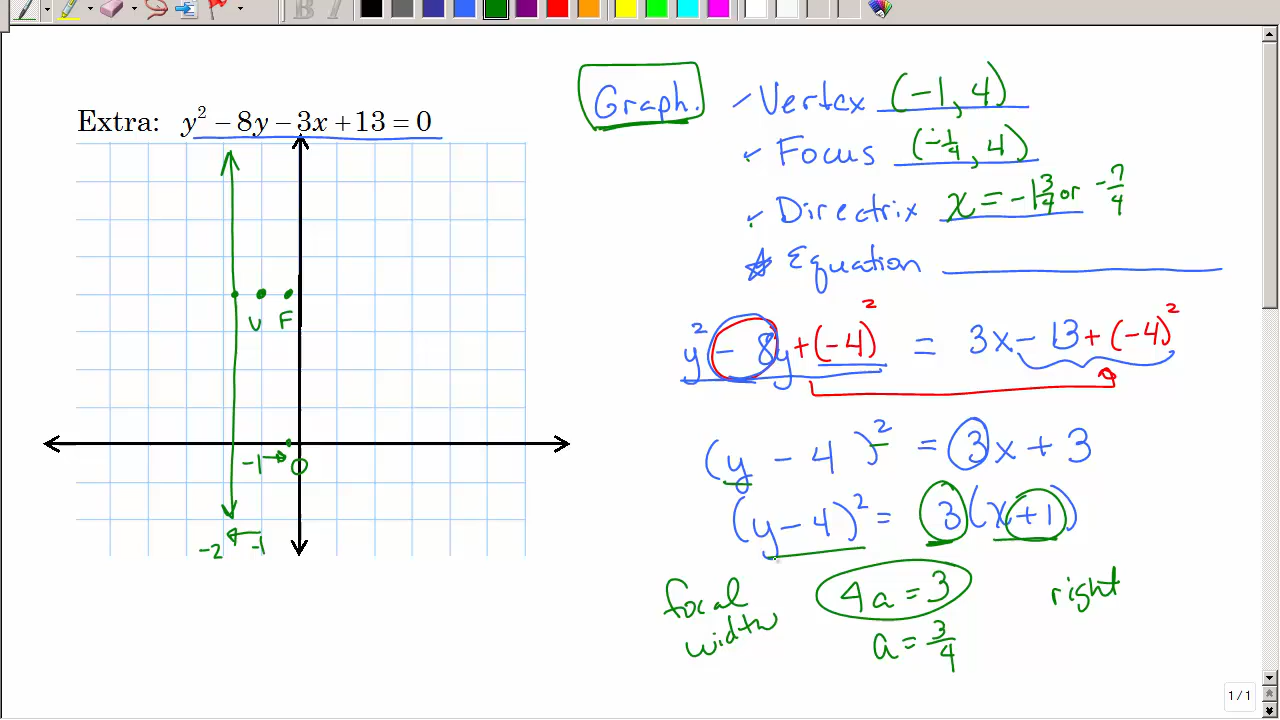 B I
Extra: y² − 8y − 3x + 13 = 0
Graph.
✓ Vertex (−1, 4)
✓ Focus (−1/4, 4)
✓ Directrix x = −1 3/4 or −7/4
☆ Equation
y² − 8y + (−4)² = 3x − 13 + (−4)²
(y − 4)² = 3x + 3
(y − 4)² = 3(x + 1)
focal width
4a = 3
right
a = 3/4
V F
−1 → 0
−2 ← −1
1 / 1